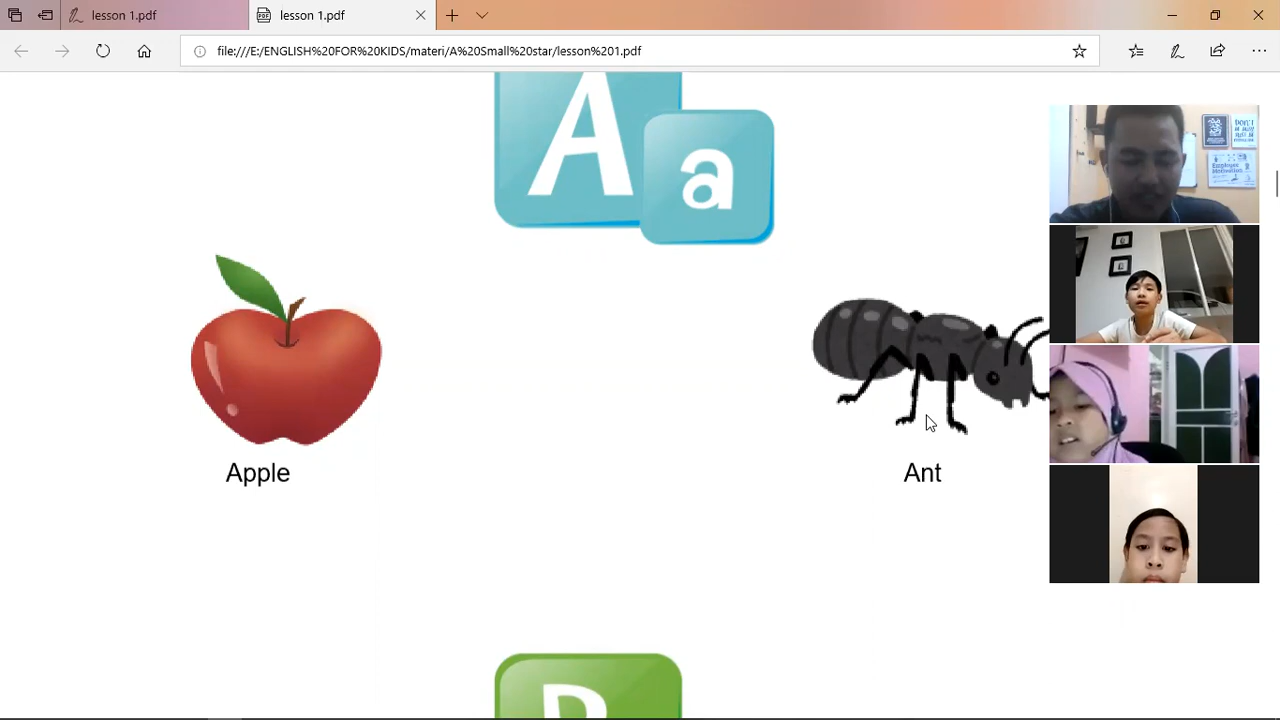 lesson 1.pdf
lesson 1.pdf
file:///E:/ENGLISH%20FOR%20KIDS/materi/A%20Small%20star/lesson%201.pdf
A
a
Apple
Ant